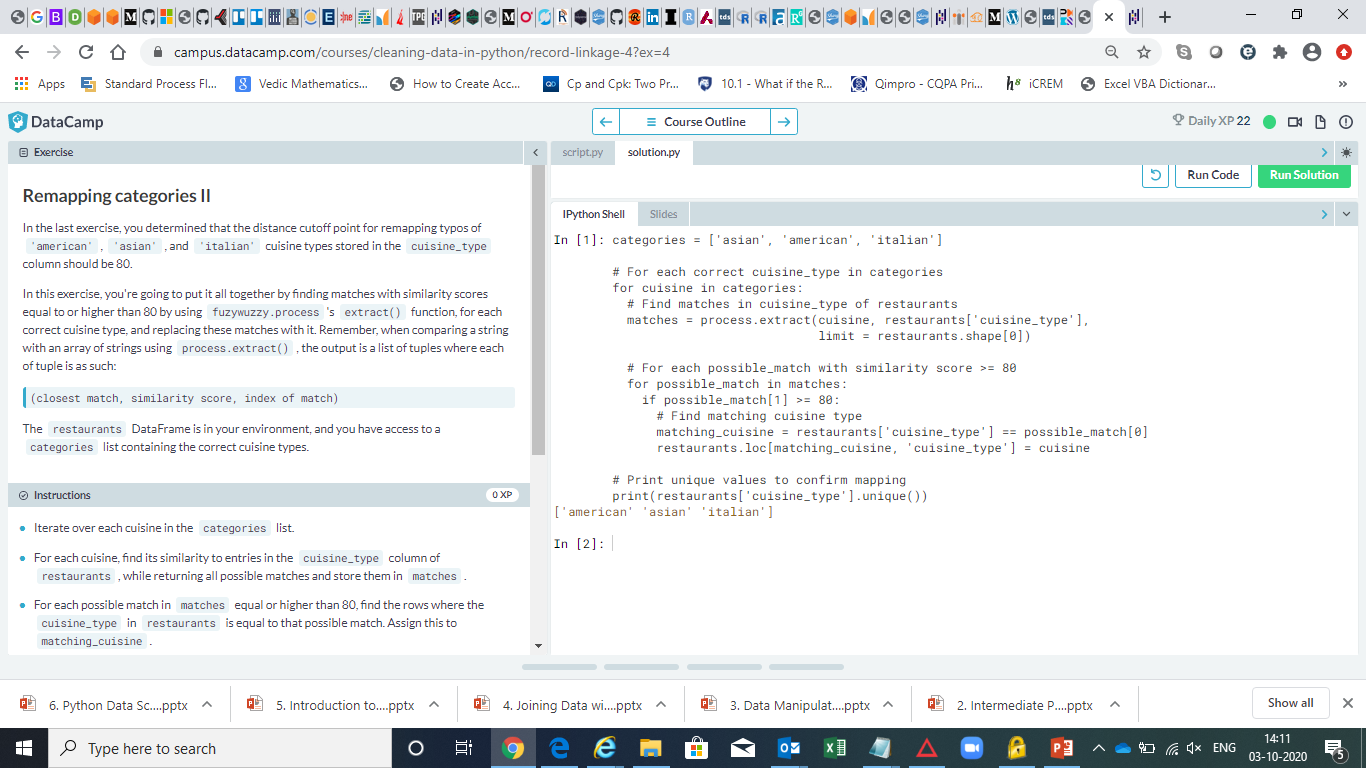 campus.datacamp.com/courses/cleaning-data-in-python/record-linkage-4?ex=4
Apps
Standard Process Fl...
Vedic Mathematics...
How to Create Acc...
Cp and Cpk: Two Pr...
10.1 - What if the R...
Qimpro - CQPA Pri...
iCREM
Excel VBA Dictionar...
»
DataCamp
Course Outline
Daily XP 22
Exercise
script.py
solution.py
Run Code
Run Solution
Remapping categories II
In the last exercise, you determined that the distance cutoff point for remapping typos of
'american' , 'asian' , and 'italian' cuisine types stored in the cuisine_type
column should be 80.
In this exercise, you're going to put it all together by finding matches with similarity scores
equal to or higher than 80 by using fuzywuzzy.process 's extract() function, for each
correct cuisine type, and replacing these matches with it. Remember, when comparing a string
with an array of strings using process.extract() , the output is a list of tuples where each
of tuple is as such:
(closest match, similarity score, index of match)
The restaurants DataFrame is in your environment, and you have access to a
categories list containing the correct cuisine types.
Instructions
0 XP
Iterate over each cuisine in the categories list.
For each cuisine, find its similarity to entries in the cuisine_type column of
restaurants , while returning all possible matches and store them in matches .
For each possible match in matches equal or higher than 80, find the rows where the
cuisine_type in restaurants is equal to that possible match. Assign this to
matching_cuisine .
IPython Shell
Slides
In [1]: categories = ['asian', 'american', 'italian']
# For each correct cuisine_type in categories
for cuisine in categories:
# Find matches in cuisine_type of restaurants
matches = process.extract(cuisine, restaurants['cuisine_type'],
limit = restaurants.shape[0])
# For each possible_match with similarity score >= 80
for possible_match in matches:
if possible_match[1] >= 80:
# Find matching cuisine type
matching_cuisine = restaurants['cuisine_type'] == possible_match[0]
restaurants.loc[matching_cuisine, 'cuisine_type'] = cuisine
# Print unique values to confirm mapping
print(restaurants['cuisine_type'].unique())
['american' 'asian' 'italian']
In [2]:
6. Python Data Sc....pptx
5. Introduction to....pptx
4. Joining Data wi....pptx
3. Data Manipulat....pptx
2. Intermediate P....pptx
Show all
Type here to search
ENG
14:11
03-10-2020
5